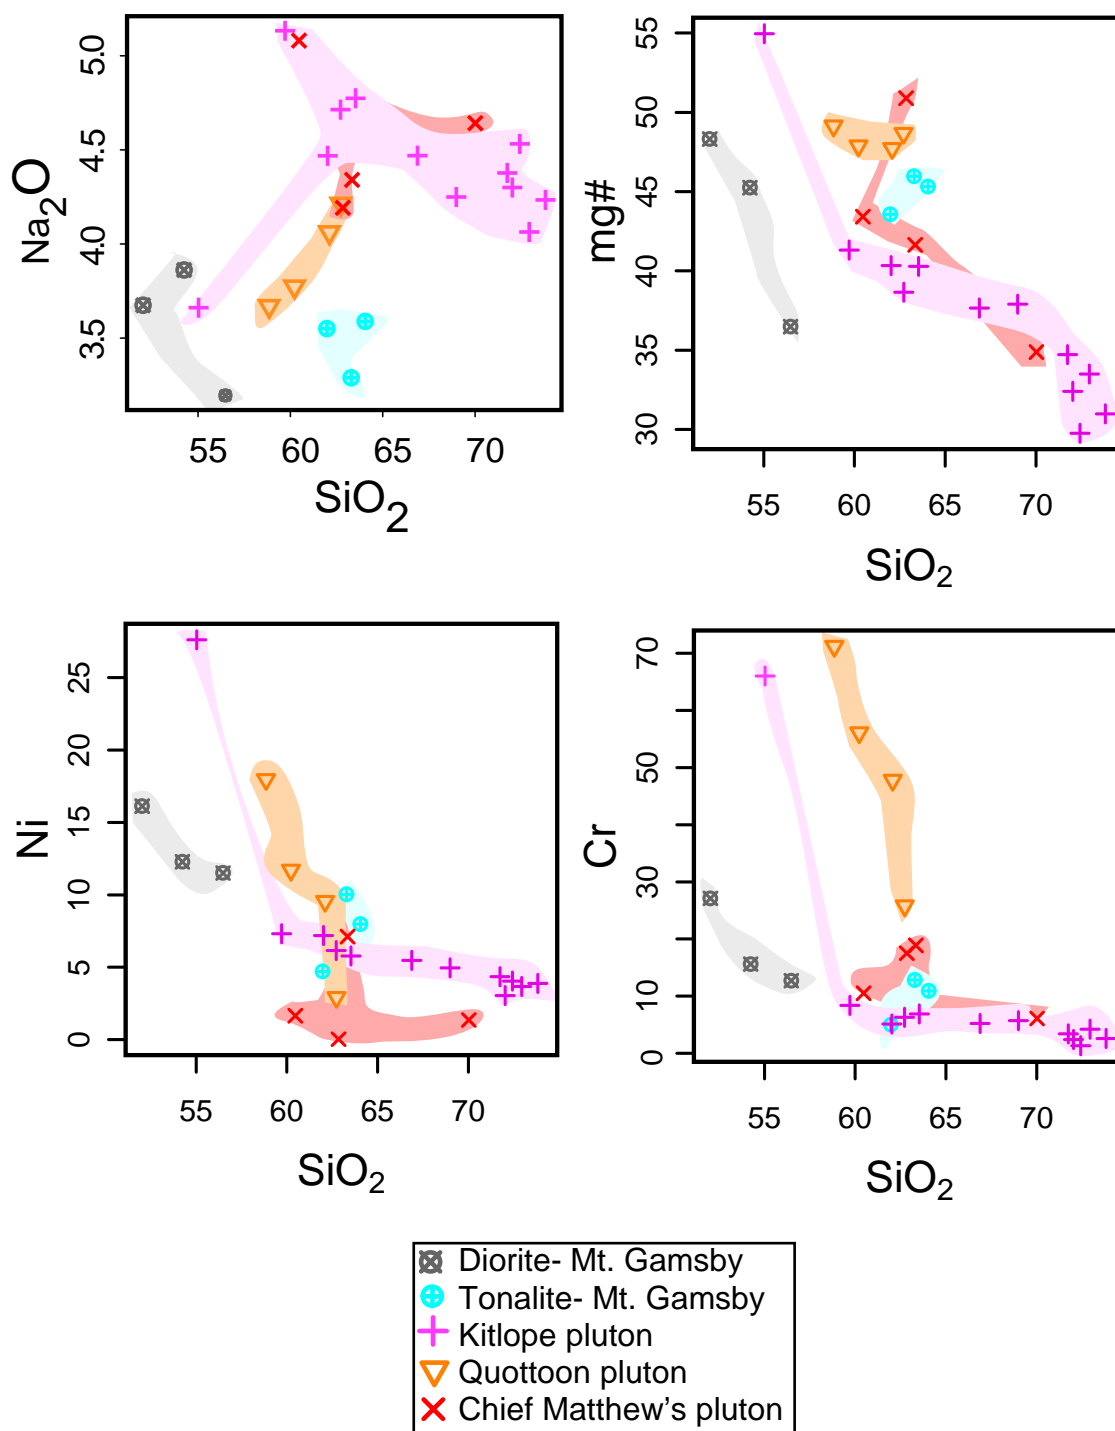 Na2O
5.0
4.5
4.0
3.5
55 60 65 70
SiO2
mg#
55
50
45
40
35
30
55 60 65 70
SiO2
Ni
25
20
15
10
5
0
55 60 65 70
SiO2
Cr
70
50
30
10
0
55 60 65 70
SiO2
Diorite- Mt. Gamsby
Tonalite- Mt. Gamsby
Kitlope pluton
Quottoon pluton
Chief Matthew's pluton